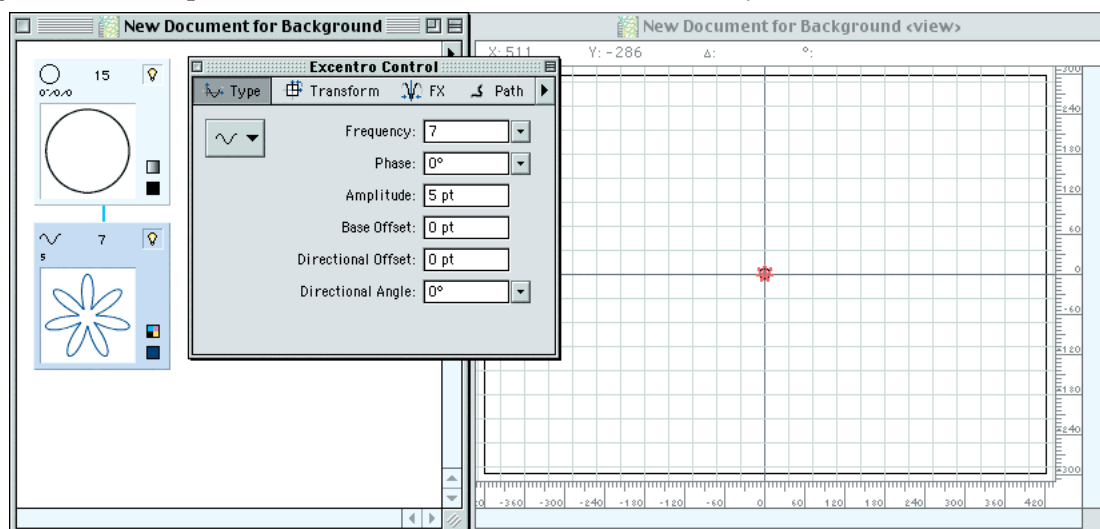 New Document for Background
New Document for Background <view>
X: 511 Y: -286 Δ: °:
15
Excentro Control
Type Transform FX Path
Frequency: 7
Phase: 0°
Amplitude: 5 pt
Base Offset: 0 pt
Directional Offset: 0 pt
Directional Angle: 0°
7
5
300
240
180
120
60
0
-60
-120
-180
-240
-300
-360 -300 -240 -180 -120 -60 0 60 120 180 240 300 360 420